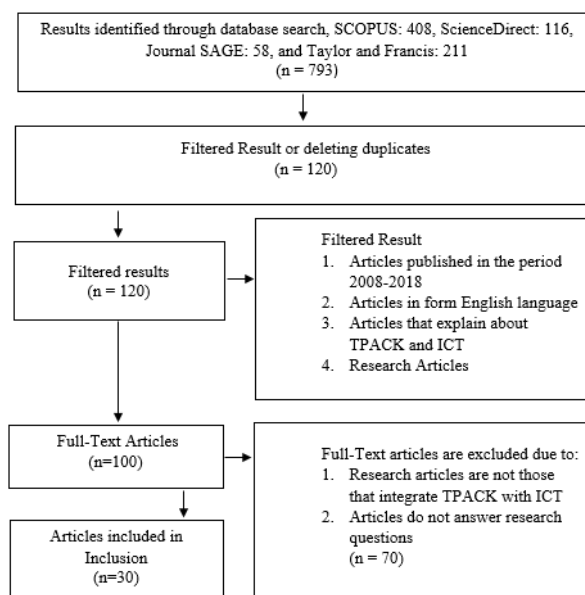 Results identified through database search, SCOPUS: 408, ScienceDirect: 116,
Journal SAGE: 58, and Taylor and Francis: 211
(n = 793)
Filtered Result or deleting duplicates
(n = 120)
Filtered results
(n = 120)
Filtered Result
1. Articles published in the period
2008-2018
2. Articles in form English language
3. Articles that explain about
TPACK and ICT
4. Research Articles
Full-Text Articles
(n=100)
Full-Text articles are excluded due to:
1. Research articles are not those
that integrate TPACK with ICT
2. Articles do not answer research
questions
(n = 70)
Articles included in
Inclusion
(n=30)